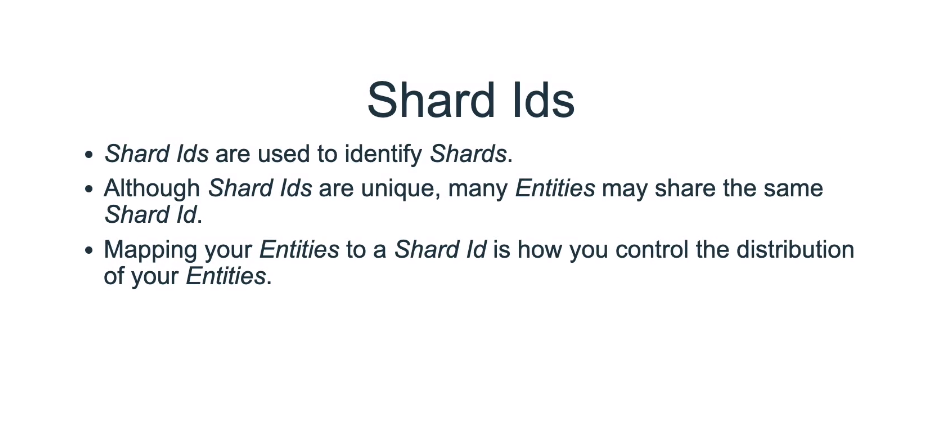 Shard Ids
• Shard Ids are used to identify Shards.
• Although Shard Ids are unique, many Entities may share the same
Shard Id.
• Mapping your Entities to a Shard Id is how you control the distribution
of your Entities.